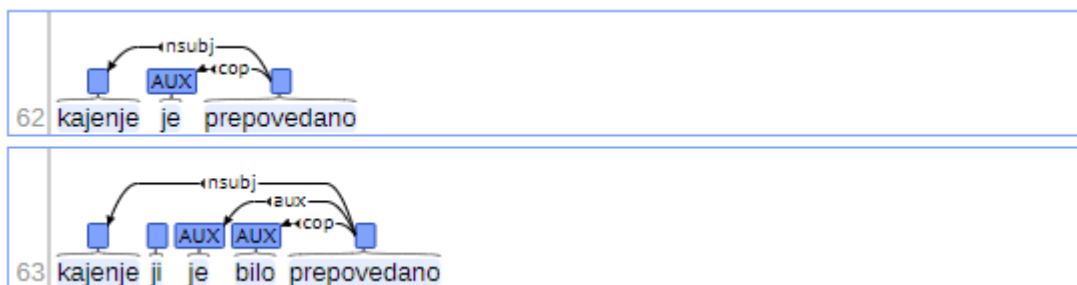 nsubj
AUX cop
62 kajenje je prepovedano
nsubj
aux
AUX AUX cop
63 kajenje ji je bilo prepovedano